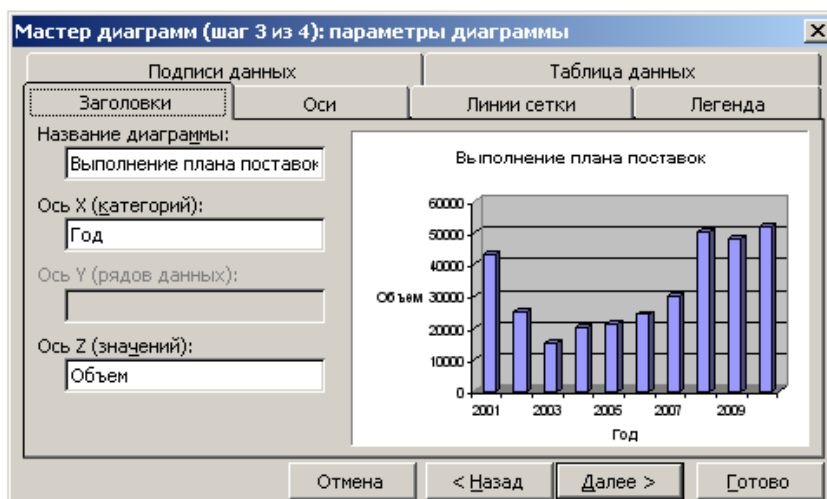 Мастер диаграмм (шаг 3 из 4): параметры диаграммы
Подписи данных
Таблица данных
Заголовки
Оси
Линии сетки
Легенда
Название диаграммы:
Выполнение плана поставок
Ось X (категорий):
Год
Ось Y (рядов данных):
Ось Z (значений):
Объем
Выполнение плана поставок
60000
50000
40000
Объем 30000
20000
10000
0
2001 2003 2005 2007 2009
Год
Отмена
< Назад
Далее >
Готово